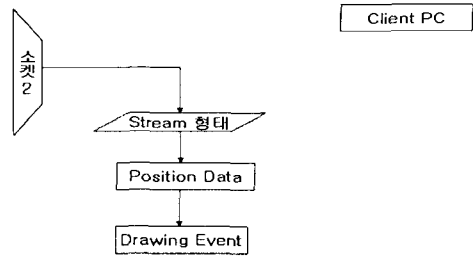 Client PC
소켓
2
Stream 형태
Position Data
Drawing Event